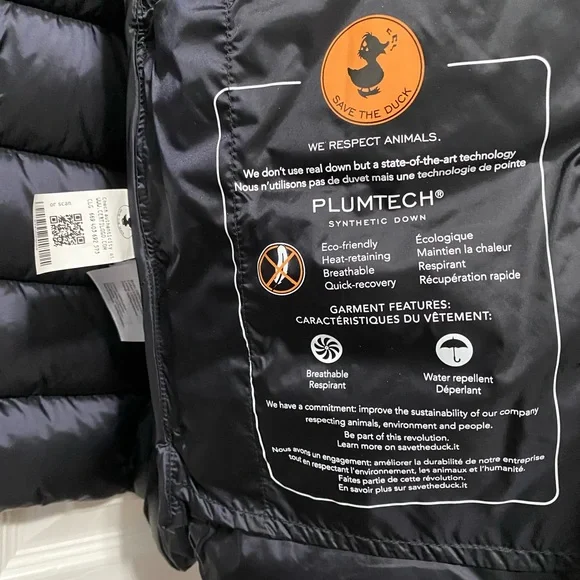 SAVE THE DUCK
WE RESPECT ANIMALS.
We don't use real down but a state-of-the-art technology
Nous n'utilisons pas de duvet mais une technologie de pointe
PLUMTECH®
SYNTHETIC DOWN
Eco-friendly
Heat-retaining
Breathable
Quick-recovery
Écologique
Maintien la chaleur
Respirant
Récupération rapide
GARMENT FEATURES:
CARACTÉRISTIQUES DU VÊTEMENT:
Breathable
Respirant
Water repellent
Déperlant
We have a commitment: improve the sustainability of our company
respecting animals, environment and people.
Be part of this revolution.
Learn more on savetheduck.it
Nous avons un engagement: améliorer la durabilité de notre entreprise
tout en respectant l'environnement, les animaux et l'humanité.
Faites partie de cette révolution.
En savoir plus sur savetheduck.it